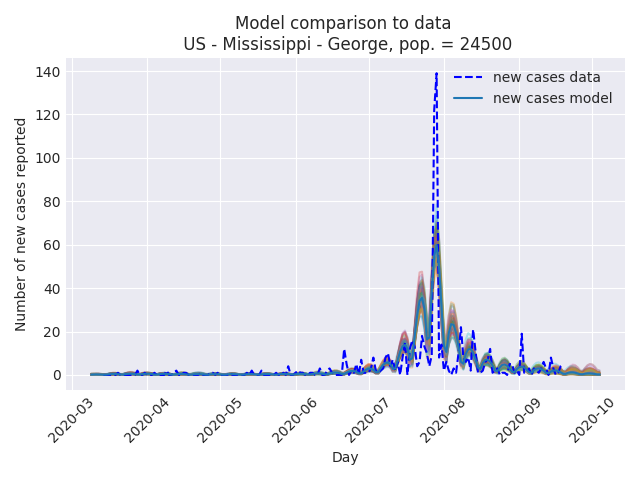 Model comparison to data
US - Mississippi - George, pop. = 24500
new cases data
new cases model
Number of new cases reported
140
120
100
80
60
40
20
0
2020-03
2020-04
2020-05
2020-06
2020-07
2020-08
2020-09
2020-10
Day